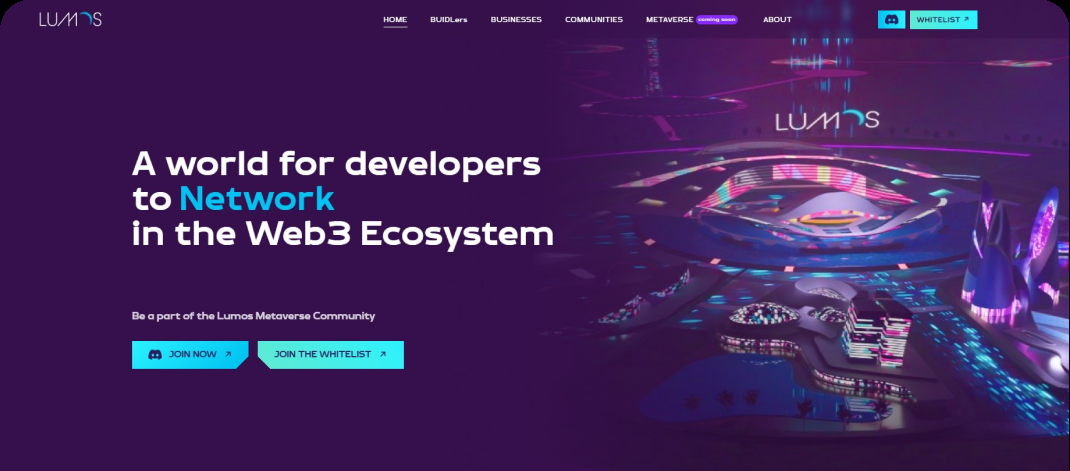 LUMOS
HOME BUIDLers BUSINESSES COMMUNITIES METAVERSE coming soon ABOUT WHITELIST
LUMOS
A world for developers
to Network
in the Web3 Ecosystem
Be a part of the Lumos Metaverse Community
JOIN NOW JOIN THE WHITELIST